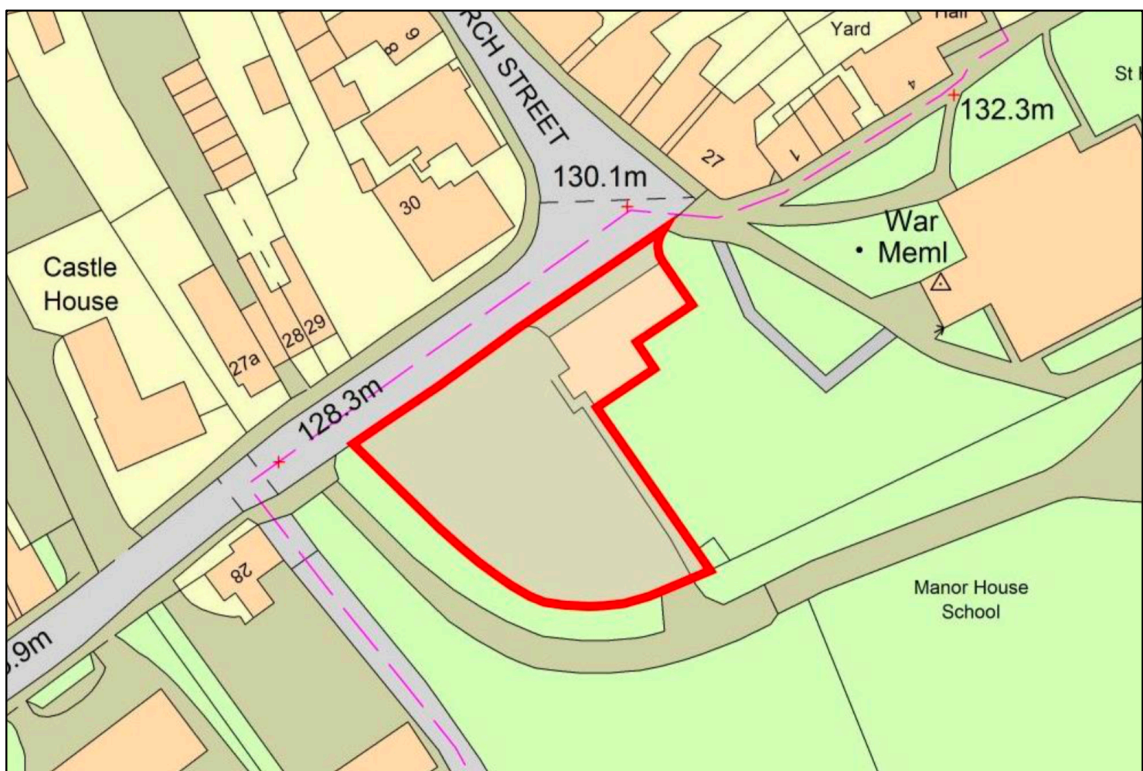 RCH STREET
8
9
Yard
Hall
4
St
132.3m
27
1
130.1m
30
War
Meml
Castle
House
27a
28
29
128.3m
28
Manor House
School
.9m